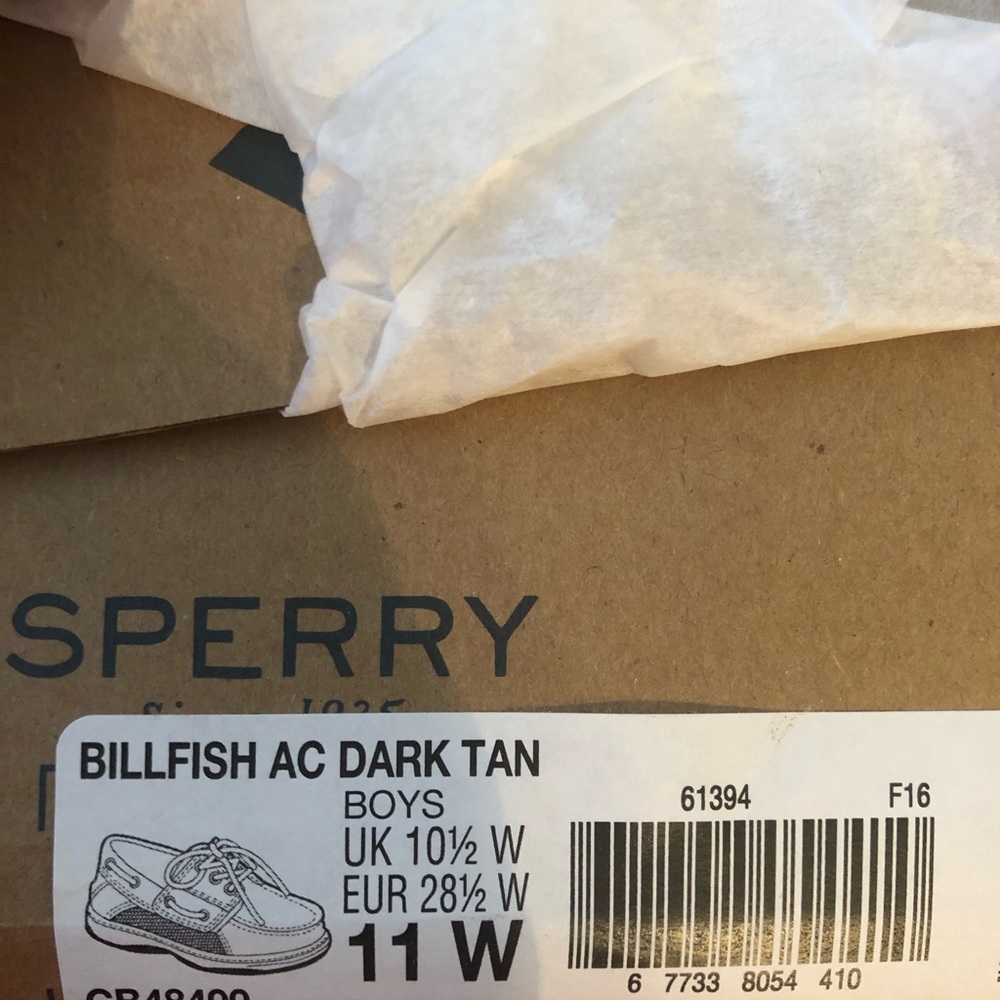 SPERRY
BILLFISH AC DARK TAN
BOYS
UK 10½ W
EUR 28½ W
11 W
61394 F16
6 7733 8054 410